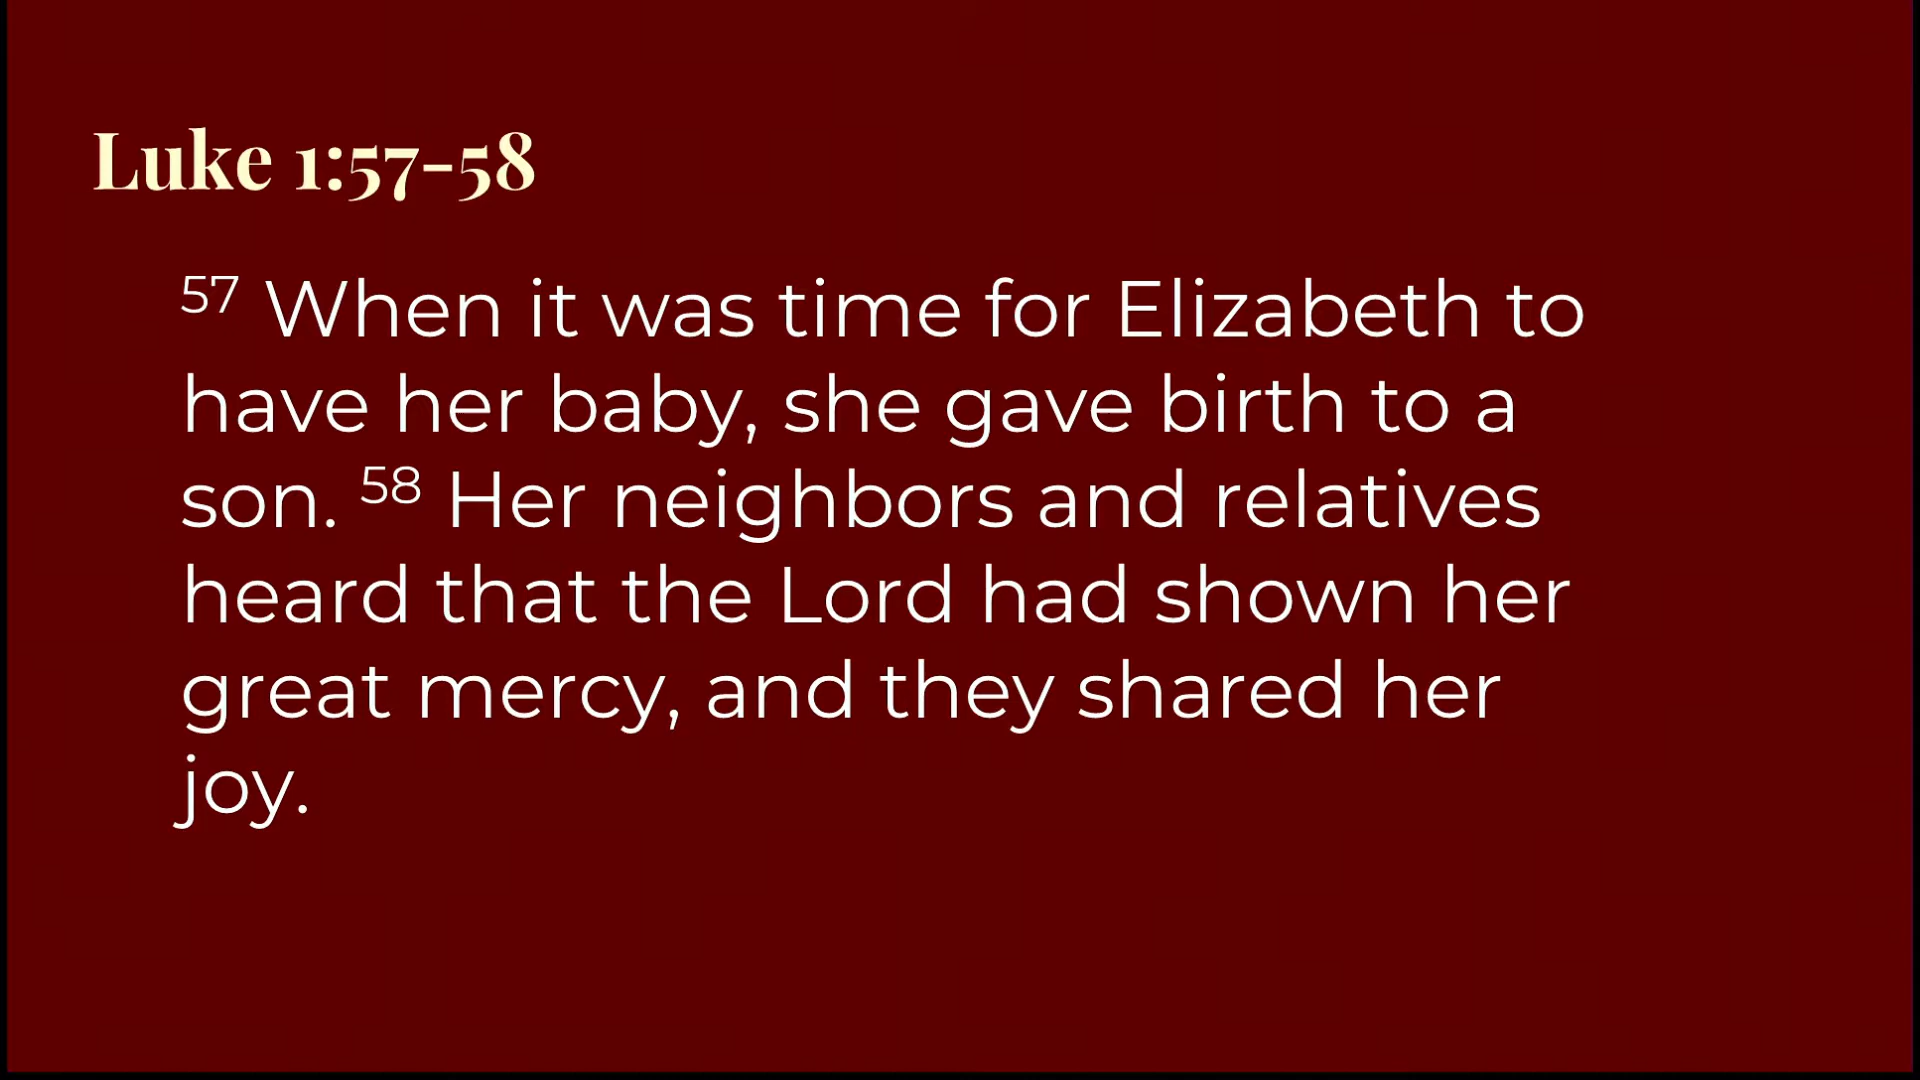 Luke 1:57-58
57 When it was time for Elizabeth to
have her baby, she gave birth to a
son. 58 Her neighbors and relatives
heard that the Lord had shown her
great mercy, and they shared her
joy.